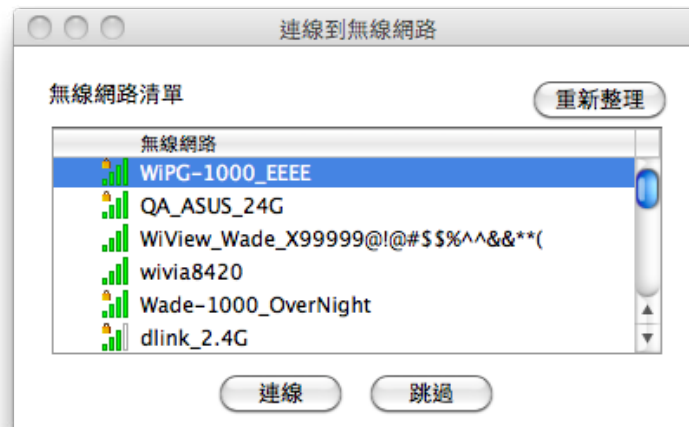 連線到無線網路
無線網路清單
重新整理
無線網路
WiPG-1000_EEEE
QA_ASUS_24G
WiView_Wade_X99999@!@#$$%^^&&**(
wivia8420
Wade-1000_OverNight
dlink_2.4G
連線
跳過